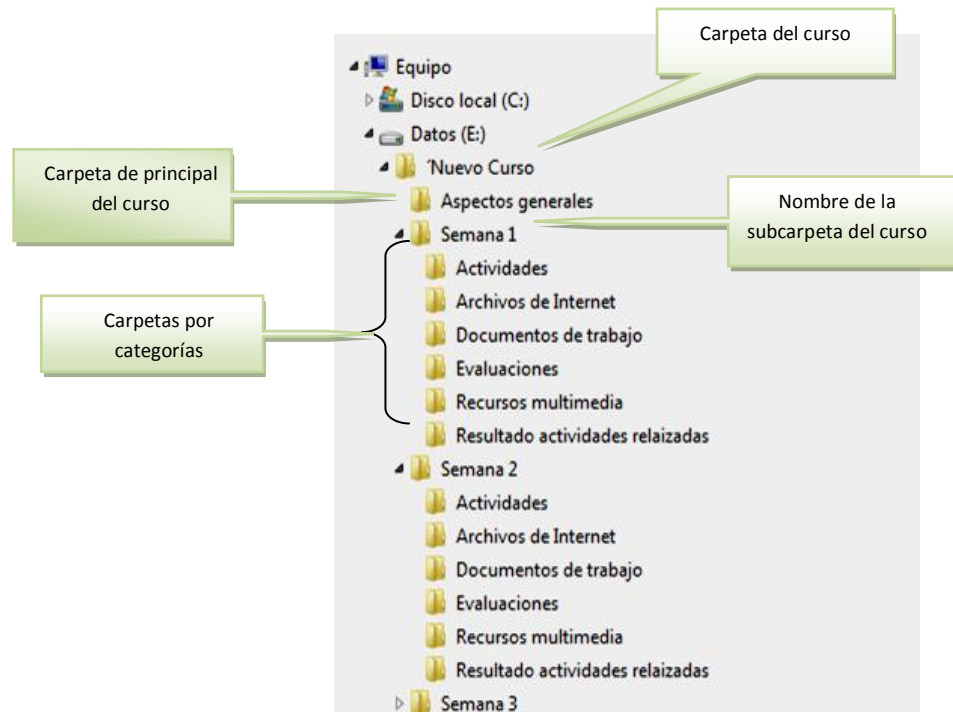 Carpeta del curso
Equipo
Disco local (C:)
Datos (E:)
´Nuevo Curso
Carpeta de principal
del curso
Aspectos generales
Nombre de la
subcarpeta del curso
Semana 1
Actividades
Archivos de Internet
Carpetas por
categorías
Documentos de trabajo
Evaluaciones
Recursos multimedia
Resultado actividades relaizadas
Semana 2
Actividades
Archivos de Internet
Documentos de trabajo
Evaluaciones
Recursos multimedia
Resultado actividades relaizadas
Semana 3